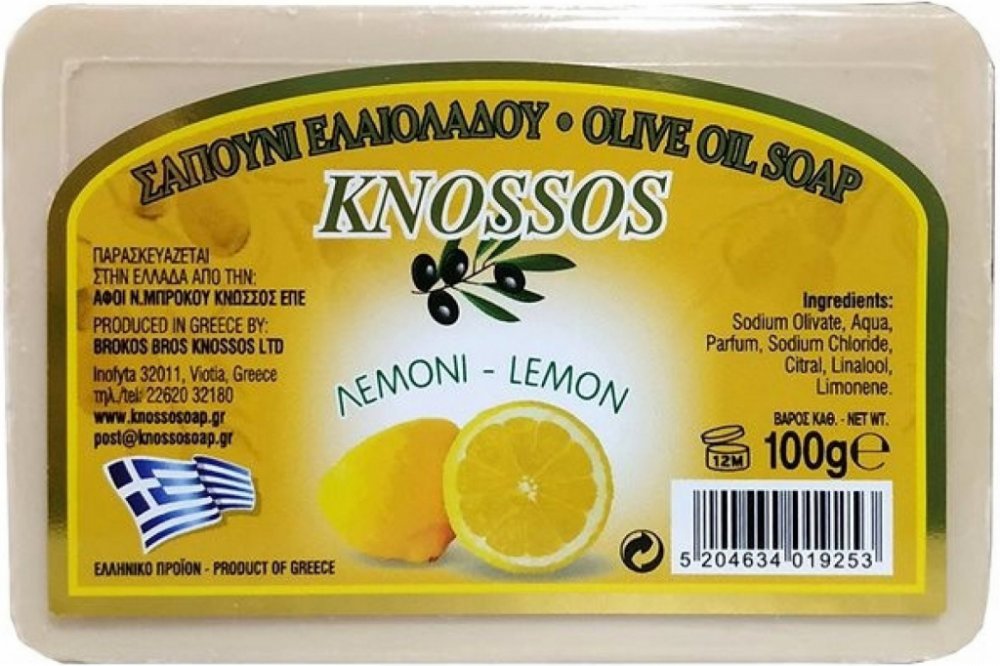 ΣΑΠΟΥΝΙ ΕΛΑΙΟΛΑΔΟΥ • OLIVE OIL SOAP
KNOSSOS
ΠΑΡΑΣΚΕΥΑΖΕΤΑΙ
ΣΤΗΝ ΕΛΛΑΔΑ ΑΠΟ ΤΗΝ:
ΑΦΟΙ Ν.ΜΠΡΟΚΟΥ ΚΝΩΣΣΟΣ ΕΠΕ
PRODUCED IN GREECE BY:
BROKOS BROS KNOSSOS LTD
Inofyta 32011, Viotia, Greece
τηλ./tel: 22620 32180
www.knossosoap.gr
post@knossosoap.gr
ΕΛΛΗΝΙΚΟ ΠΡΟΪΟΝ - PRODUCT OF GREECE
ΛΕΜΟΝΙ - LEMON
Ingredients:
Sodium Olivate, Aqua,
Parfum, Sodium Chloride,
Citral, Linalool,
Limonene.
ΒΑΡΟΣ ΚΑΘ. - NET WT.
12M 100g℮
5 204634 019253